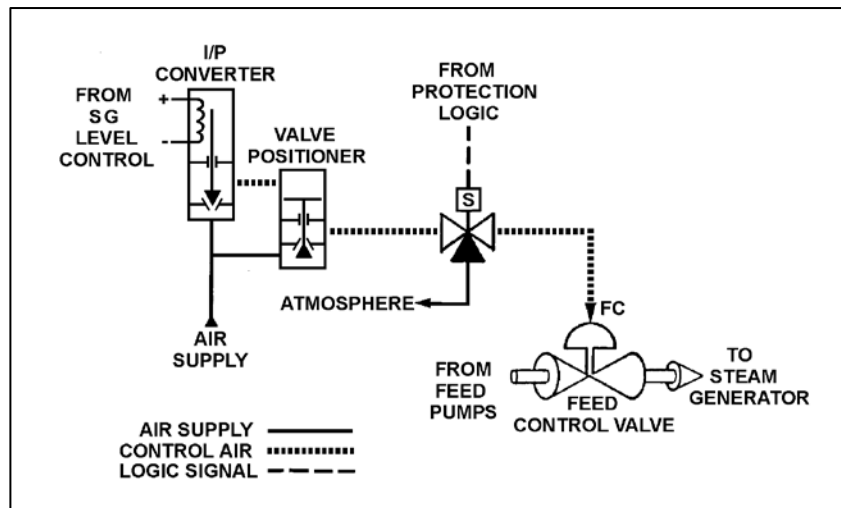 I/P
CONVERTER
FROM
SG
LEVEL
CONTROL
+
-
VALVE
POSITIONER
FROM
PROTECTION
LOGIC
S
ATMOSPHERE
FC
AIR
SUPPLY
FROM
FEED
PUMPS
FEED
CONTROL VALVE
TO
STEAM
GENERATOR
AIR SUPPLY
CONTROL AIR
LOGIC SIGNAL